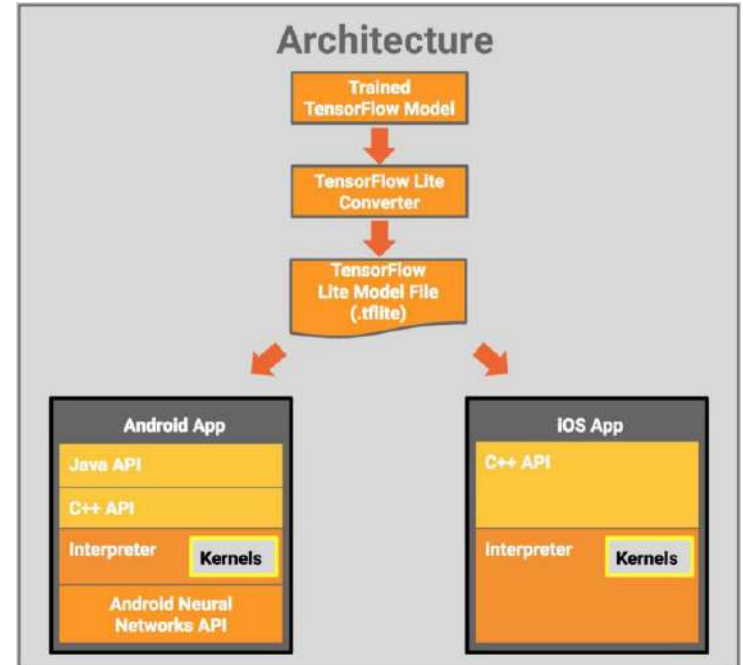 Architecture
Trained
TensorFlow Model
TensorFlow Lite
Converter
TensorFlow
Lite Model File
(.tflite)
Android App
Java API
C++ API
Interpreter
Kernels
Android Neural
Networks API
iOS App
C++ API
Interpreter
Kernels